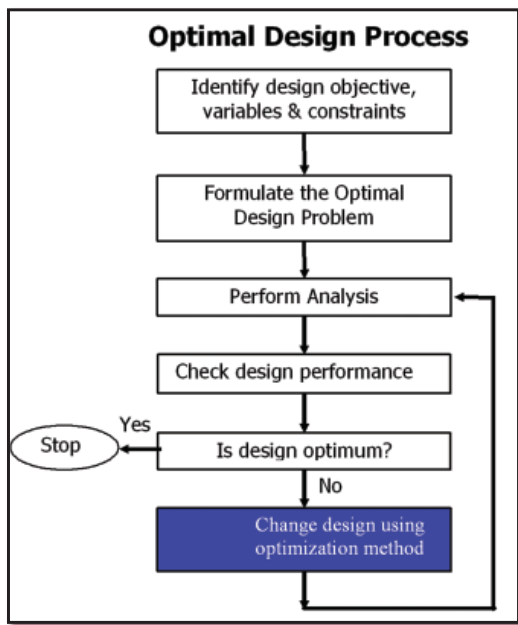 Optimal Design Process
Identify design objective,
variables & constraints
Formulate the Optimal
Design Problem
Perform Analysis
Check design performance
Yes
Stop
Is design optimum?
No
Change design using
optimization method